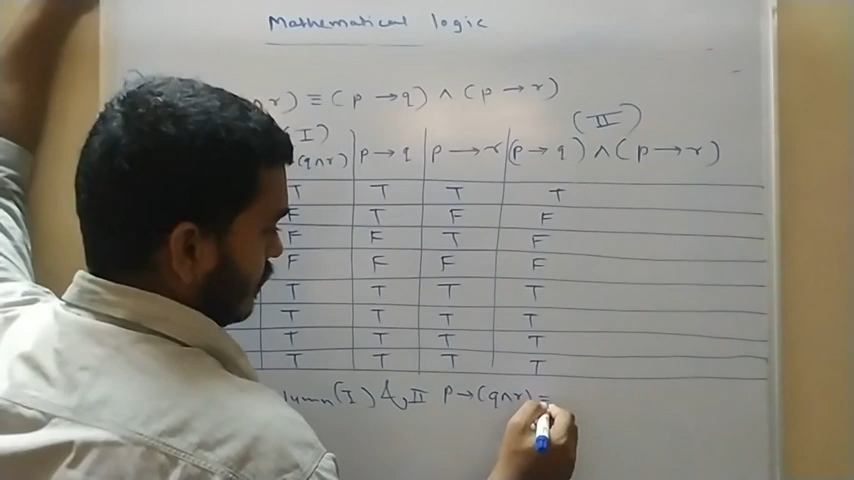 Mathematical logic
∧r) ≡ (p → q) ∧ (p → r)
(I) (II)
(q∧r) p → q p → r (p → q) ∧ (p → r)
T T T T
F T F F
F F T F
F F F F
T T T T
T T T T
T T T T
T T T T
lumn (I) & II p → (q∧r) =